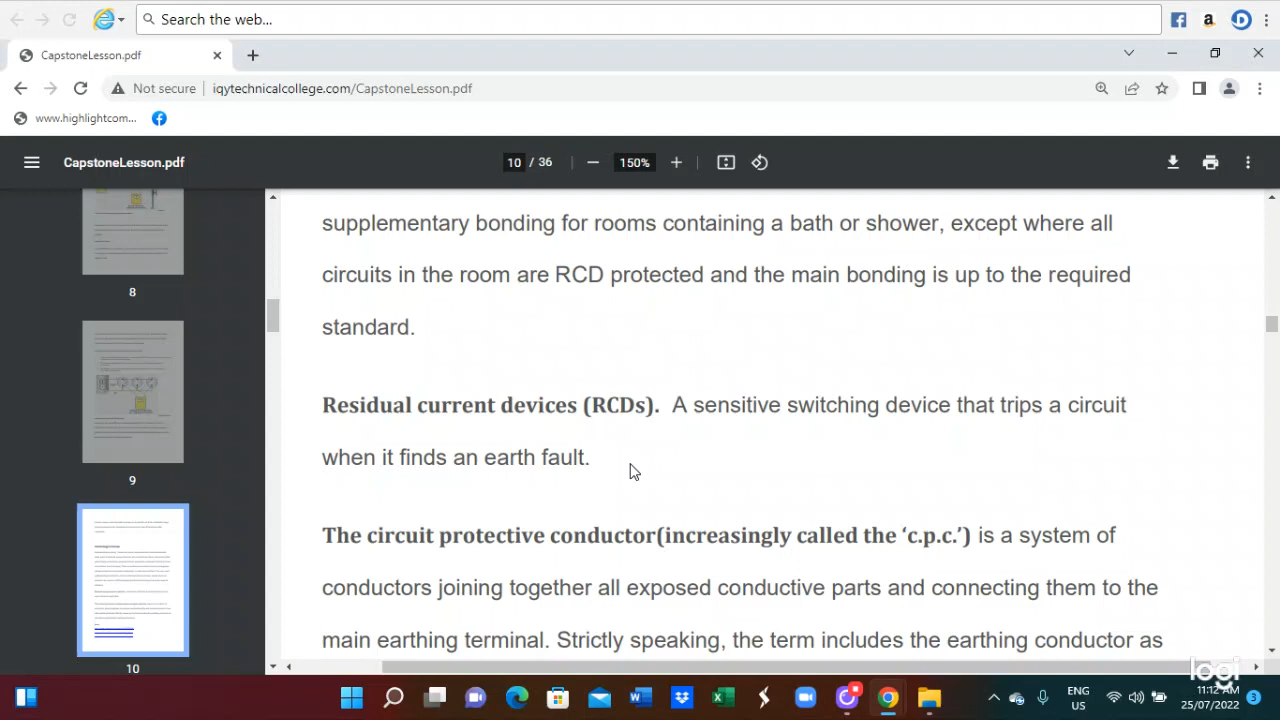 Search the web...
CapstoneLesson.pdf
Not secure
iqytechnicalcollege.com/CapstoneLesson.pdf
www.highlightcom...
CapstoneLesson.pdf
10 / 36
150%
supplementary bonding for rooms containing a bath or shower, except where all
circuits in the room are RCD protected and the main bonding is up to the required
standard.
Residual current devices (RCDs). A sensitive switching device that trips a circuit
when it finds an earth fault.
The circuit protective conductor(increasingly called the ‘c.p.c.’) is a system of
conductors joining together all exposed conductive parts and connecting them to the
main earthing terminal. Strictly speaking, the term includes the earthing conductor as
8
9
10
logi
ENG
US
11:12 AM
25/07/2022
3